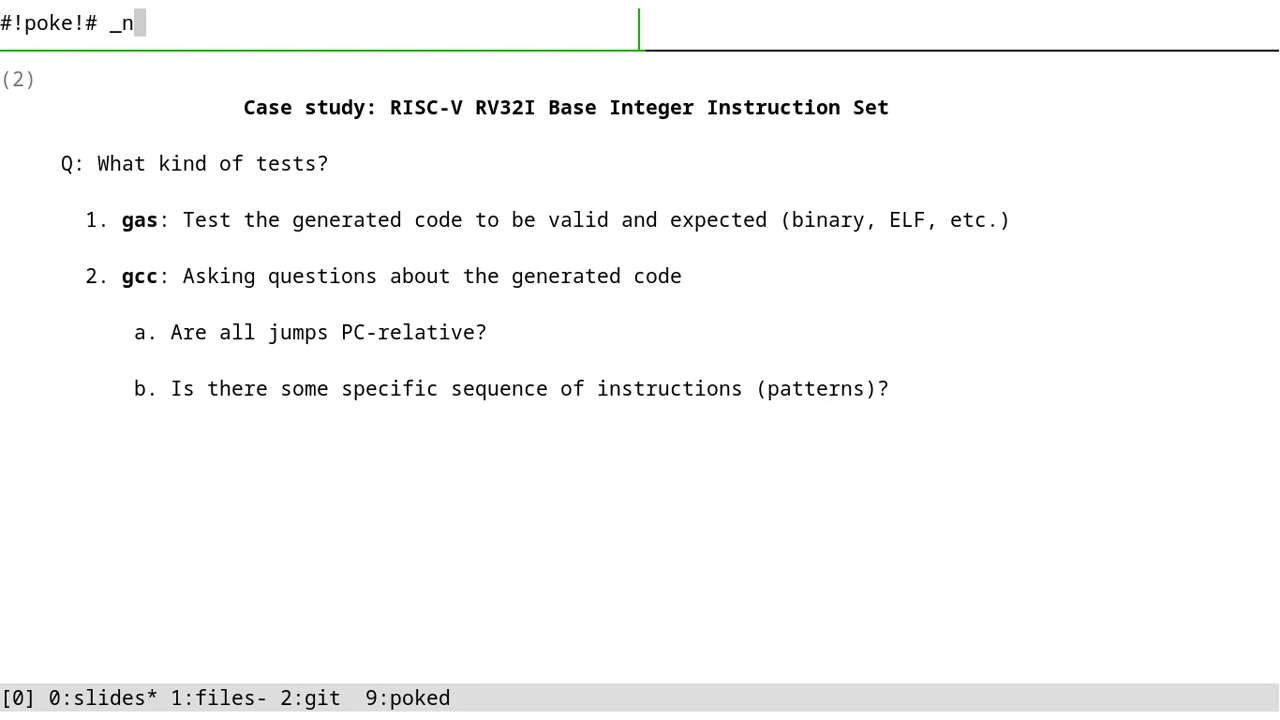 #!poke!# _n
(2)
Case study: RISC-V RV32I Base Integer Instruction Set
Q: What kind of tests?
1. gas: Test the generated code to be valid and expected (binary, ELF, etc.)
2. gcc: Asking questions about the generated code
a. Are all jumps PC-relative?
b. Is there some specific sequence of instructions (patterns)?
[0] 0:slides* 1:files- 2:git  9:poked